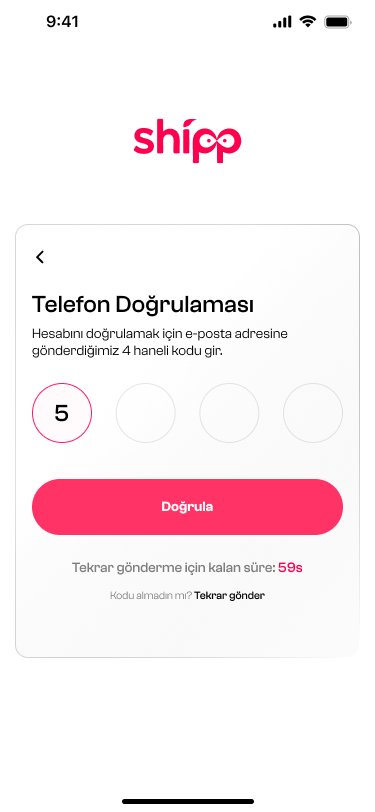 9:41
shipp
Telefon Doğrulaması
Hesabını doğrulamak için e-posta adresine
gönderdiğimiz 4 haneli kodu gir.
5
Doğrula
Tekrar gönderme için kalan süre: 59s
Kodu almadın mı? Tekrar gönder